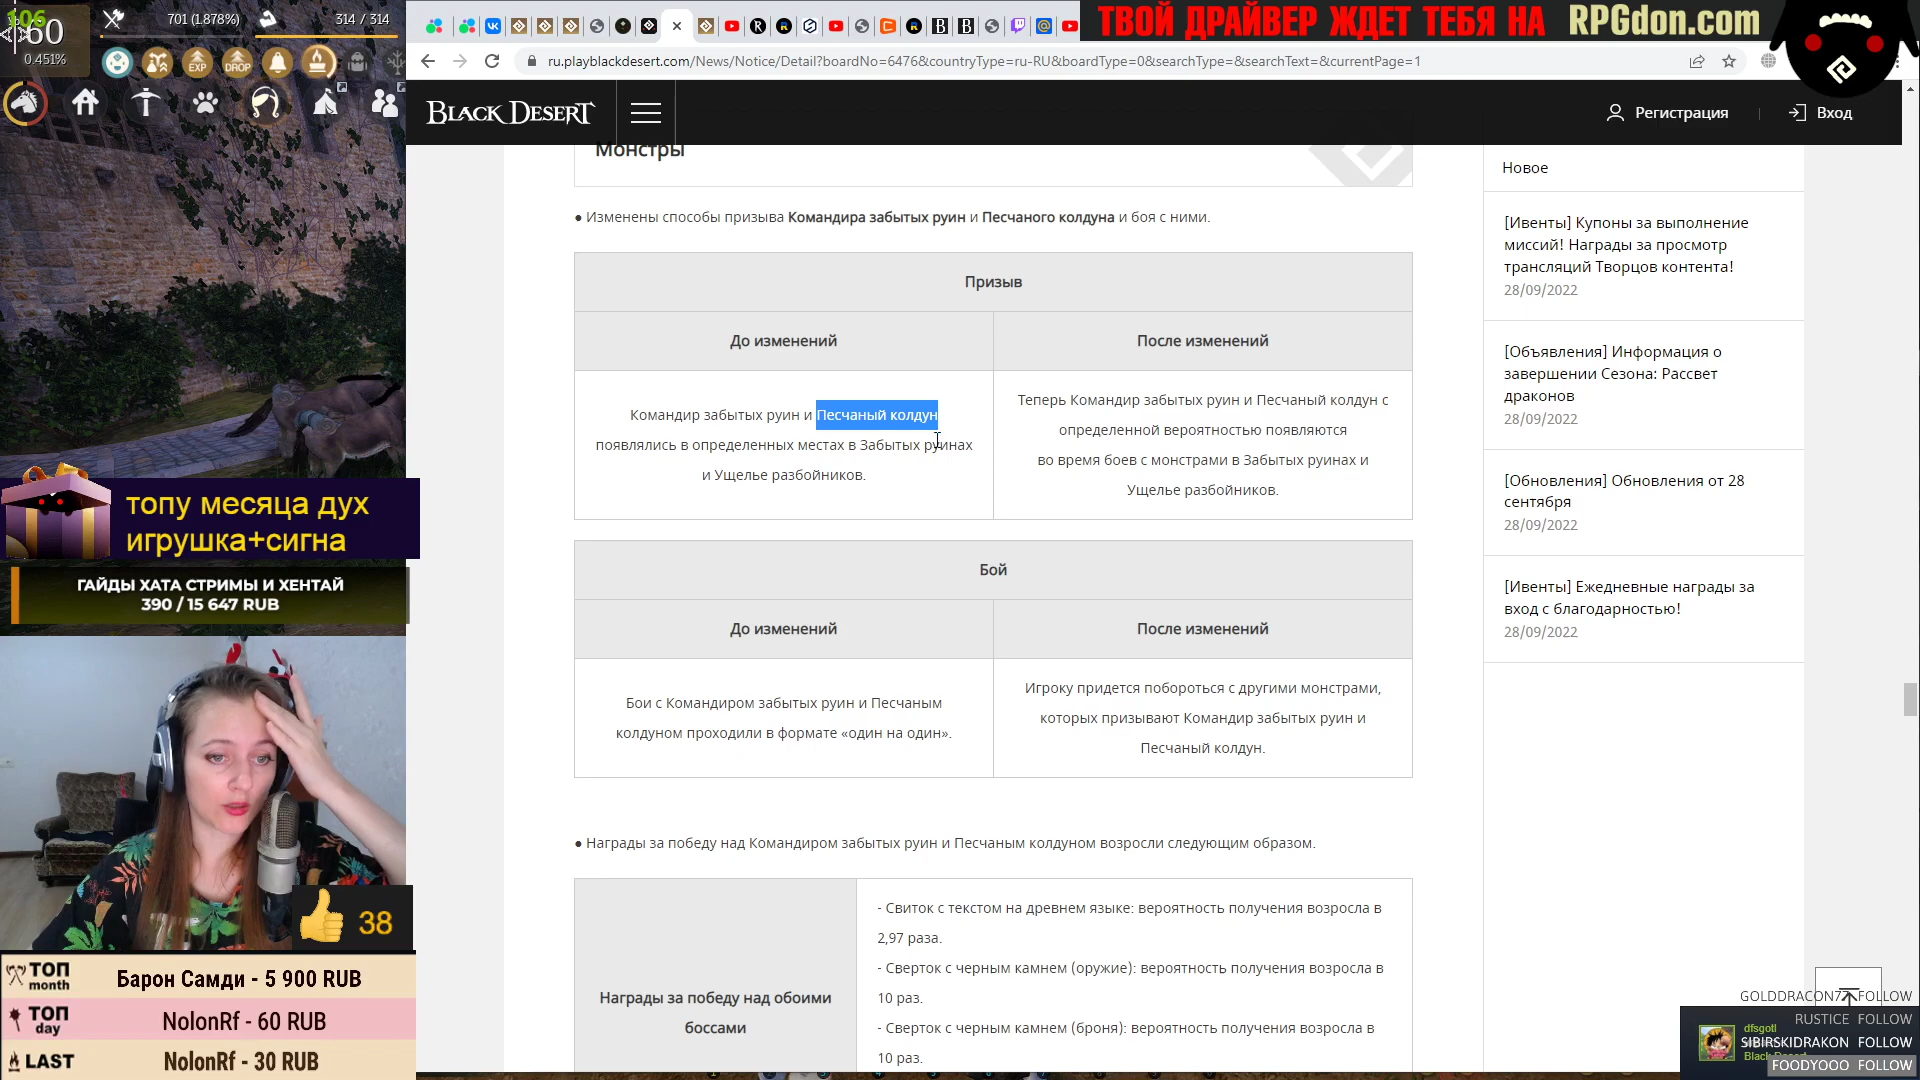 106
60
0.451%
701 (1.878%)
314 / 314
EXP
DROP
ТВОЙ ДРАЙВЕР ЖДЕТ ТЕБЯ НА RPGdon.com
ru.playblackdesert.com/News/Notice/Detail?boardNo=6476&countryType=ru-RU&boardType=0&searchType=&searchText=&currentPage=1
BLACK DESERT
Регистрация
Вход
Монстры
● Изменены способы призыва Командира забытых руин и Песчаного колдуна и боя с ними.
Призыв
До изменений
После изменений
Командир забытых руин и Песчаный колдун
появлялись в определенных местах в Забытых руинах
и Ущелье разбойников.
Теперь Командир забытых руин и Песчаный колдун с
определенной вероятностью появляются
во время боев с монстрами в Забытых руинах и
Ущелье разбойников.
Бой
До изменений
После изменений
Бои с Командиром забытых руин и Песчаным
колдуном проходили в формате «один на один».
Игроку придется побороться с другими монстрами,
которых призывают Командир забытых руин и
Песчаный колдун.
● Награды за победу над Командиром забытых руин и Песчаным колдуном возросли следующим образом.
Награды за победу над обоими
боссами
- Свиток с текстом на древнем языке: вероятность получения возросла в
2,97 раза.
- Сверток с черным камнем (оружие): вероятность получения возросла в
10 раз.
- Сверток с черным камнем (броня): вероятность получения возросла в
10 раз.
Новое
[Ивенты] Купоны за выполнение
миссий! Награды за просмотр
трансляций Творцов контента!
28/09/2022
[Объявления] Информация о
завершении Сезона: Рассвет
драконов
28/09/2022
[Обновления] Обновления от 28
сентября
28/09/2022
[Ивенты] Ежедневные награды за
вход с благодарностью!
28/09/2022
топу месяца дух
игрушка+сигна
ГАЙДЫ ХАТА СТРИМЫ И ХЕНТАЙ
390 / 15 647 RUB
38
ТОП
month
Барон Самди - 5 900 RUB
ТОП
day
NolonRf - 60 RUB
LAST
NolonRf - 30 RUB
GOLDDRACON77 FOLLOW
RUSTICE FOLLOW
dfsgotl
SIBIRSKIDRAKON FOLLOW
FOODYOOO FOLLOW